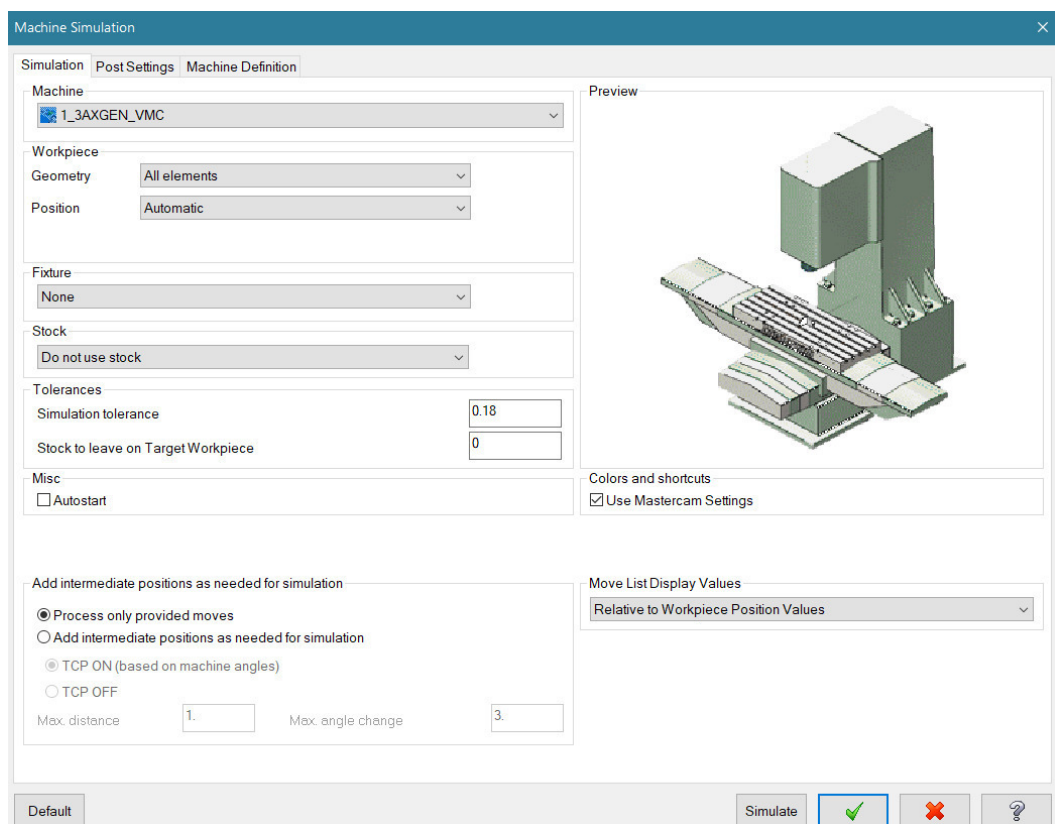 Machine Simulation
Simulation Post Settings Machine Definition
Machine
1_3AXGEN_VMC
Workpiece
Geometry All elements
Position Automatic
Fixture
None
Stock
Do not use stock
Tolerances
Simulation tolerance 0.18
Stock to leave on Target Workpiece 0
Misc
Autostart
Add intermediate positions as needed for simulation
Process only provided moves
Add intermediate positions as needed for simulation
TCP ON (based on machine angles)
TCP OFF
Max. distance 1. Max. angle change 3.
Preview
Colors and shortcuts
Use Mastercam Settings
Move List Display Values
Relative to Workpiece Position Values
Default Simulate